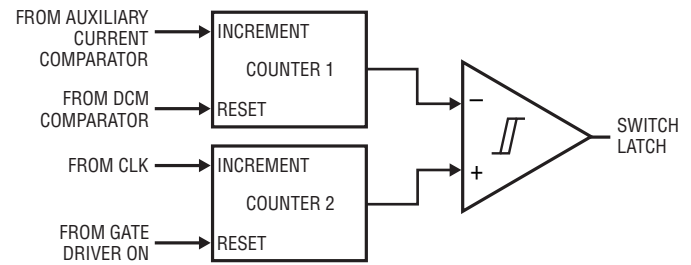 FROM AUXILIARY
CURRENT
COMPARATOR
INCREMENT
COUNTER 1
FROM DCM
COMPARATOR
RESET
FROM CLK
INCREMENT
COUNTER 2
FROM GATE
DRIVER ON
RESET
−
+
SWITCH
LATCH